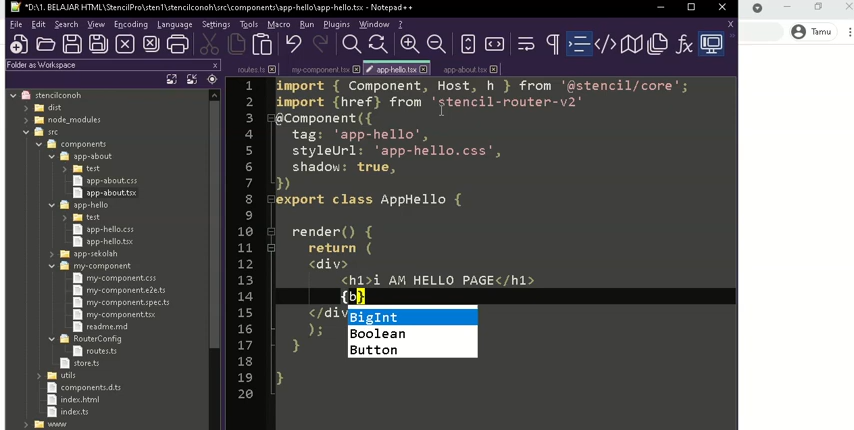 *D:\1. BELAJAR HTML\StencilPro\sten1\stencilconoh\src\components\app-hello\app-hello.tsx - Notepad++
File Edit Search View Encoding Language Settings Tools Macro Run Plugins Window ? X
Tamu
Folder as Workspace
routes.ts my-component.tsx app-hello.tsx app-about.tsx
stencilconoh
dist
node_modules
src
components
app-about
test
app-about.css
app-about.tsx
app-hello
test
app-hello.css
app-hello.tsx
app-sekolah
my-component
my-component.css
my-component.e2e.ts
my-component.spec.ts
my-component.tsx
readme.md
RouterConfig
routes.ts
store.ts
utils
components.d.ts
index.html
index.ts
www
1 import { Component, Host, h } from '@stencil/core';
2 import {href} from 'stencil-router-v2'
3 @Component({
4 tag: 'app-hello',
5 styleUrl: 'app-hello.css',
6 shadow: true,
7 })
8 export class AppHello {
9
10 render() {
11 return (
12 <div>
13 <h1>i AM HELLO PAGE</h1>
14 {b}
15 </div
16 );
17 }
18
19 }
20
BigInt
Boolean
Button